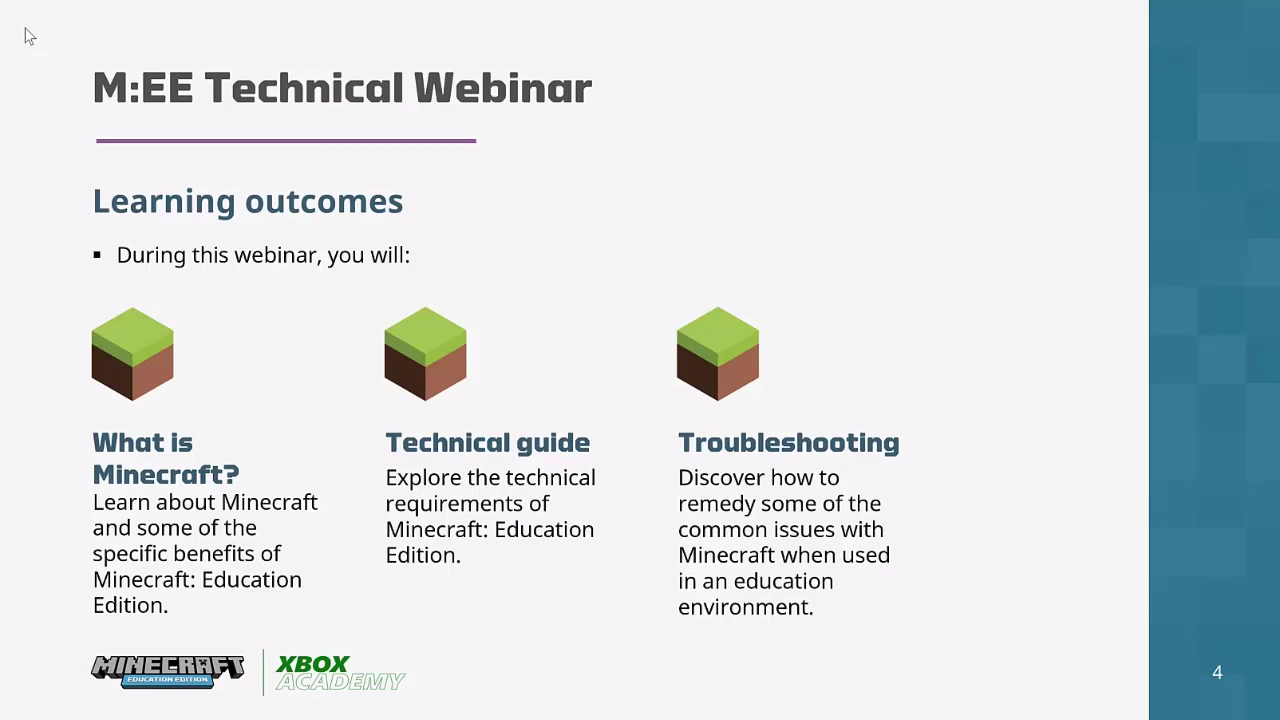 M:EE Technical Webinar
Learning outcomes
▪ During this webinar, you will:
What is
Minecraft?
Learn about Minecraft
and some of the
specific benefits of
Minecraft: Education
Edition.
Technical guide
Explore the technical
requirements of
Minecraft: Education
Edition.
Troubleshooting
Discover how to
remedy some of the
common issues with
Minecraft when used
in an education
environment.
MINECRAFT
EDUCATION EDITION
XBOX
ACADEMY
4